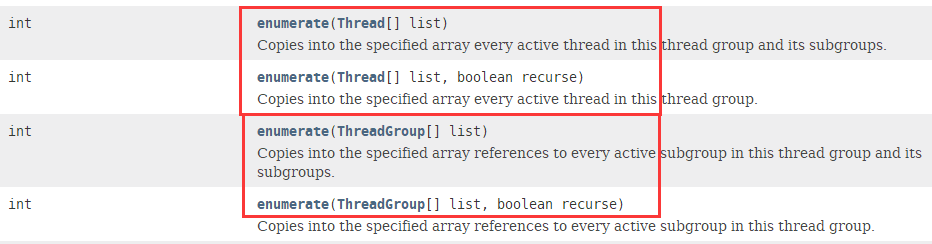 int enumerate(Thread[] list)
Copies into the specified array every active thread in this thread group and its subgroups.
int enumerate(Thread[] list, boolean recurse)
Copies into the specified array every active thread in this thread group.
int enumerate(ThreadGroup[] list)
Copies into the specified array references to every active subgroup in this thread group and its
subgroups.
int enumerate(ThreadGroup[] list, boolean recurse)
Copies into the specified array references to every active subgroup in this thread group.